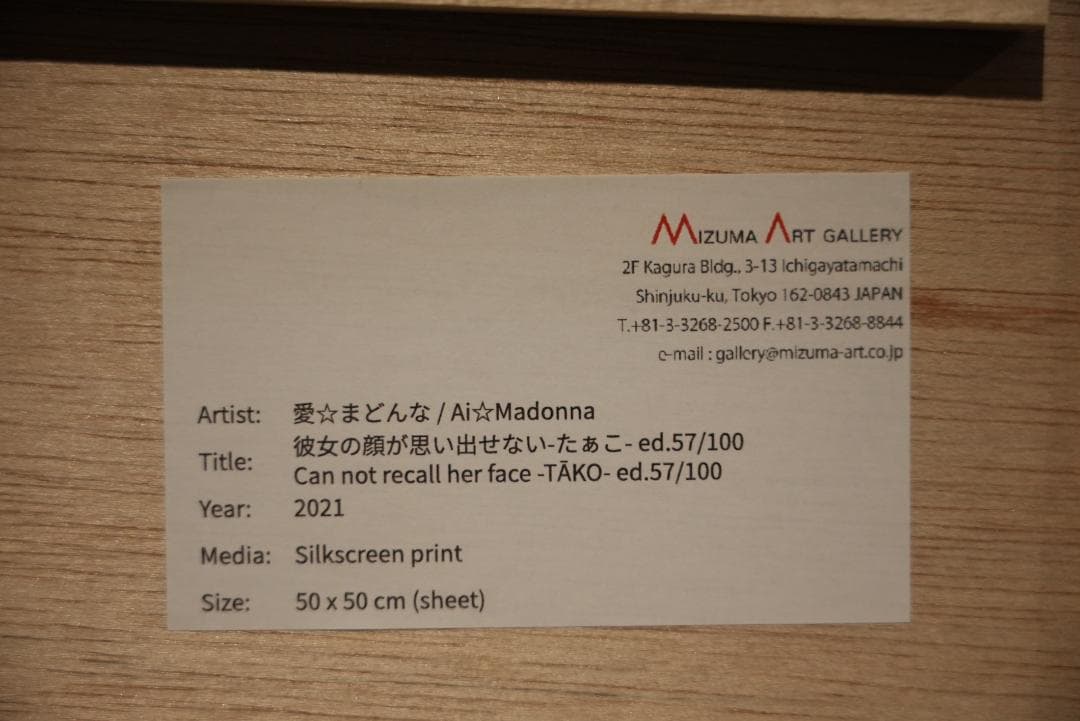 MIZUMA ART GALLERY
2F Kagura Bldg., 3-13 Ichigayatamachi
Shinjuku-ku, Tokyo 162-0843 JAPAN
T.+81-3-3268-2500 F.+81-3-3268-8844
e-mail : gallery@mizuma-art.co.jp
Artist: 愛☆まどんな / Ai☆Madonna
Title: 彼女の顔が思い出せない-たぁこ- ed.57/100
Can not recall her face -TĀKO- ed.57/100
Year: 2021
Media: Silkscreen print
Size: 50 x 50 cm (sheet)